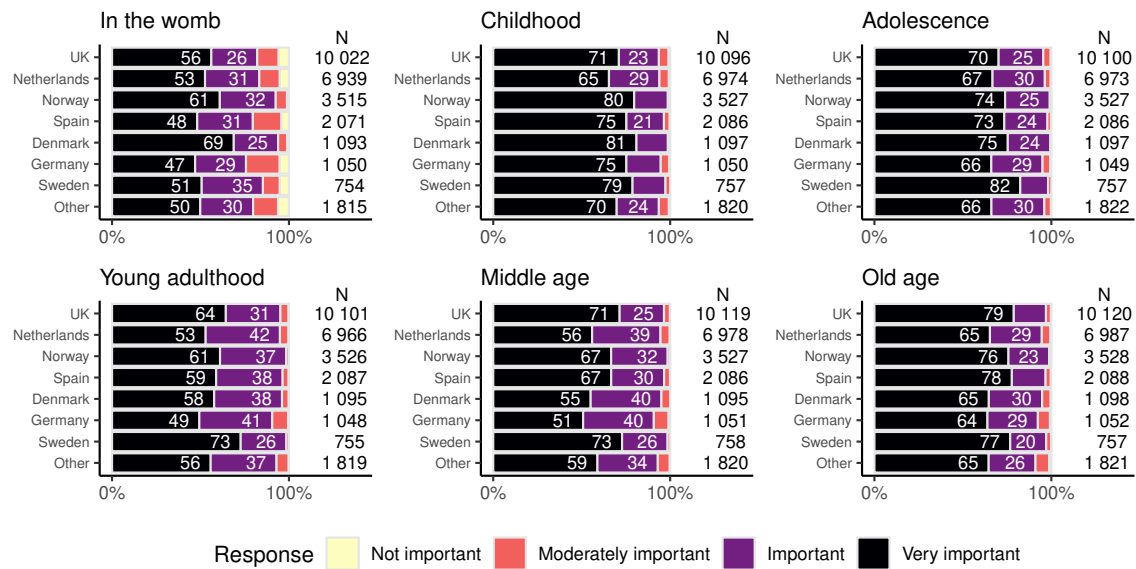 In the womb
N
UK 56 26 10 022
Netherlands 53 31 6 939
Norway 61 32 3 515
Spain 48 31 2 071
Denmark 69 25 1 093
Germany 47 29 1 050
Sweden 51 35 754
Other 50 30 1 815
0% 100%
Childhood
N
UK 71 23 10 096
Netherlands 65 29 6 974
Norway 80 3 527
Spain 75 21 2 086
Denmark 81 1 097
Germany 75 1 050
Sweden 79 757
Other 70 24 1 820
0% 100%
Adolescence
N
UK 70 25 10 100
Netherlands 67 30 6 973
Norway 74 25 3 527
Spain 73 24 2 086
Denmark 75 24 1 097
Germany 66 29 1 049
Sweden 82 757
Other 66 30 1 822
0% 100%
Young adulthood
N
UK 64 31 10 101
Netherlands 53 42 6 966
Norway 61 37 3 526
Spain 59 38 2 087
Denmark 58 38 1 095
Germany 49 41 1 048
Sweden 73 26 755
Other 56 37 1 819
0% 100%
Middle age
N
UK 71 25 10 119
Netherlands 56 39 6 978
Norway 67 32 3 527
Spain 67 30 2 086
Denmark 55 40 1 095
Germany 51 40 1 051
Sweden 73 26 758
Other 59 34 1 820
0% 100%
Old age
N
UK 79 10 120
Netherlands 65 29 6 987
Norway 76 23 3 528
Spain 78 2 088
Denmark 65 30 1 098
Germany 64 29 1 052
Sweden 77 20 757
Other 65 26 1 821
0% 100%
Response Not important Moderately important Important Very important